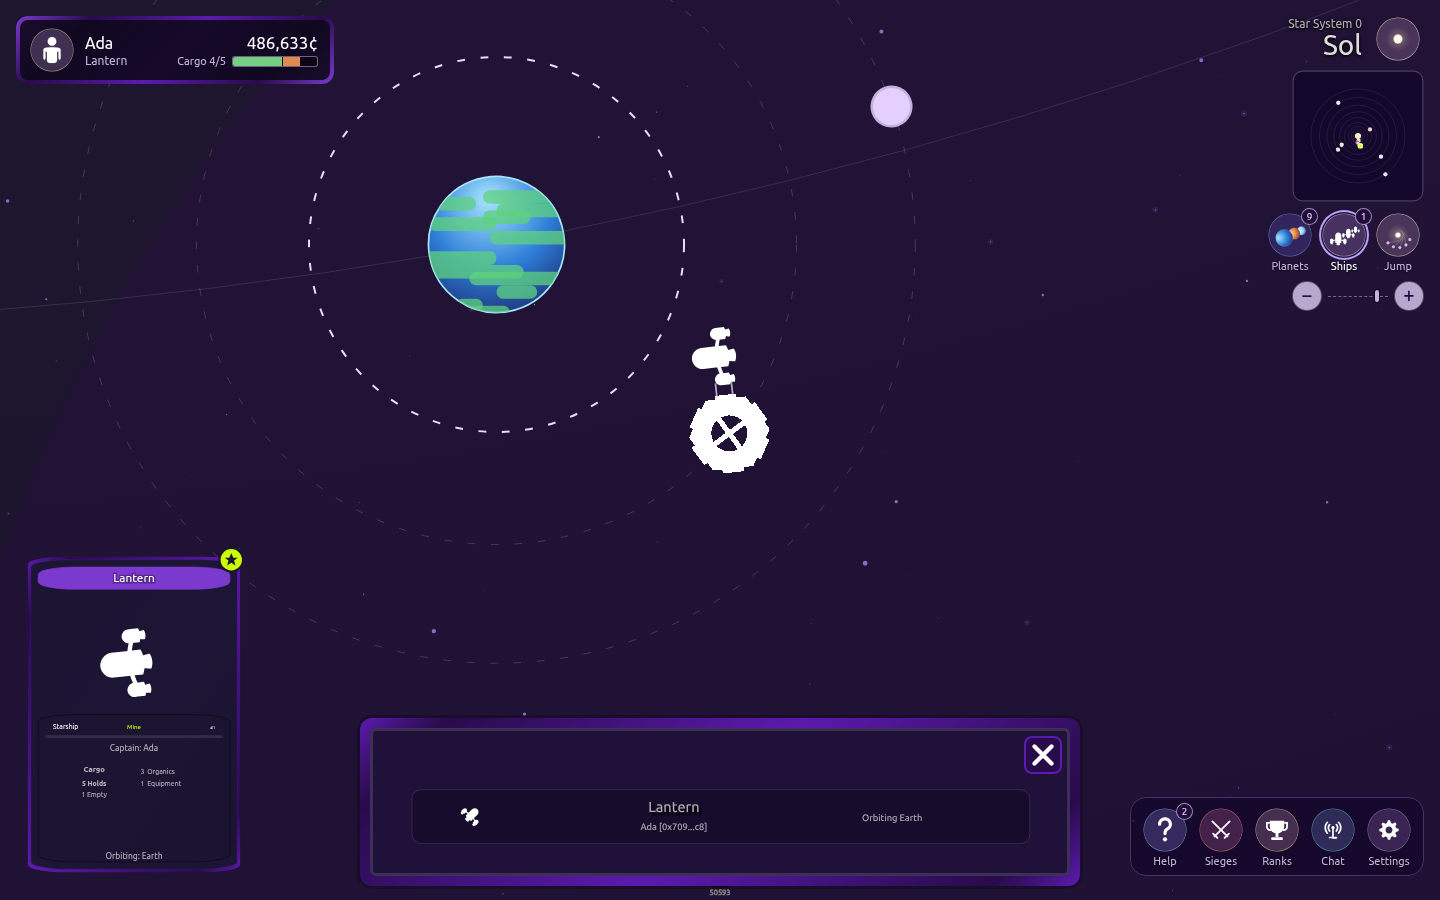 Ada
486,633¢
Lantern
Cargo 4/5
Star System 0
Sol
9
1
Planets
Ships
Jump
Lantern
Starship
Mine
#1
Captain: Ada
Cargo
3 Organics
5 Holds
1 Equipment
1 Empty
Orbiting: Earth
Lantern
Ada [0x709...c8]
Orbiting Earth
2
Help
Sieges
Ranks
Chat
Settings
50593